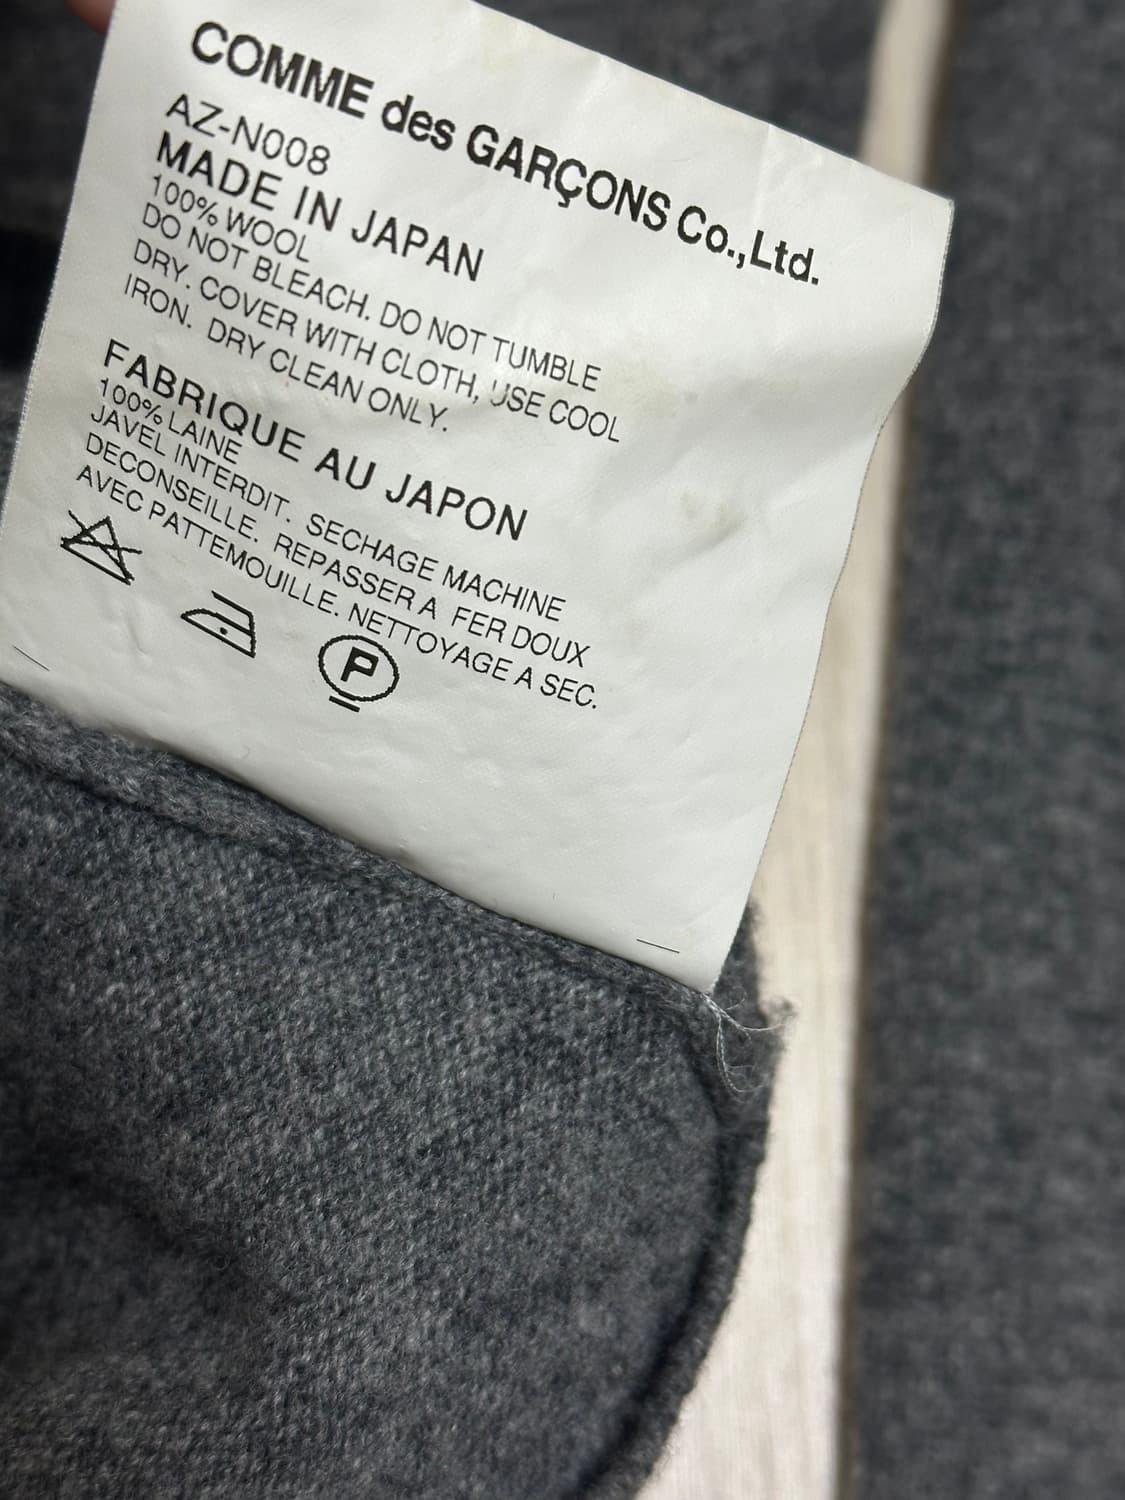 COMME des GARÇONS Co.,Ltd.
AZ-N008
MADE IN JAPAN
100% WOOL
DO NOT BLEACH. DO NOT TUMBLE
DRY. COVER WITH CLOTH, USE COOL
IRON. DRY CLEAN ONLY.
FABRIQUE AU JAPON
100% LAINE
JAVEL INTERDIT. SECHAGE MACHINE
DECONSEILLE. REPASSER A FER DOUX
AVEC PATTEMOUILLE. NETTOYAGE A SEC.
P